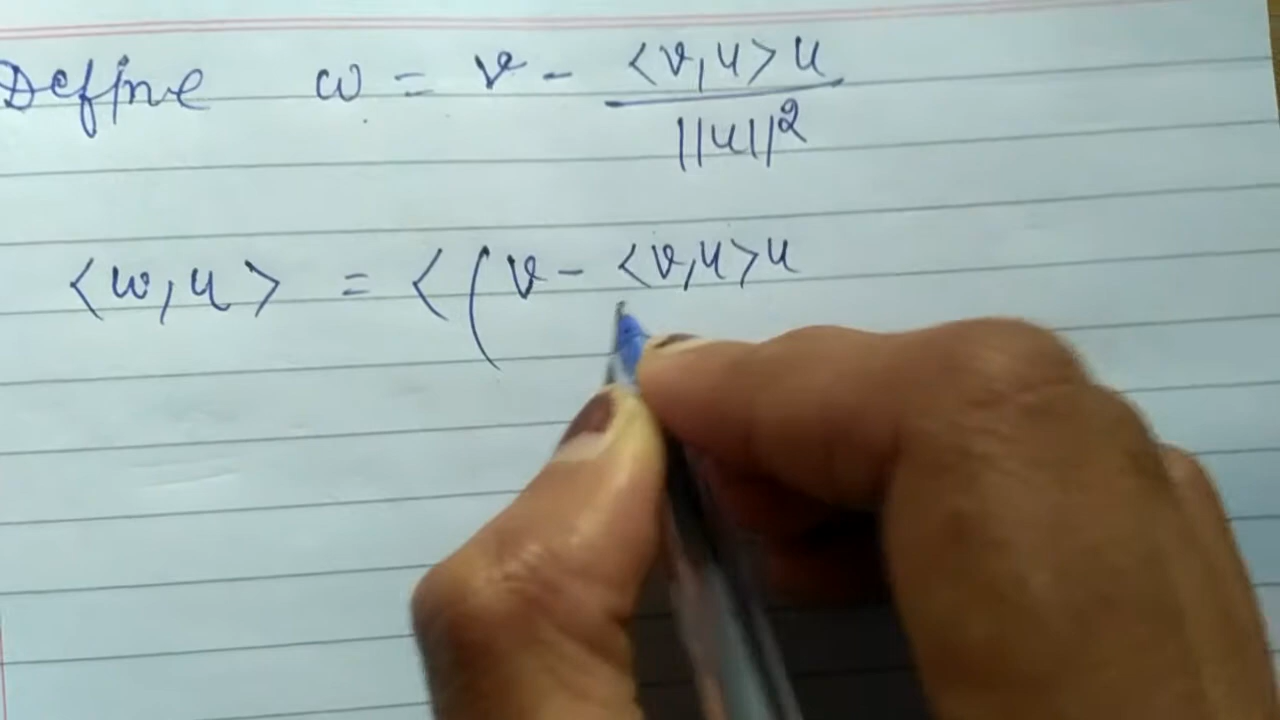 Define w = v - <v,u>u
||u||²
<w,u> = <(v - <v,u>u